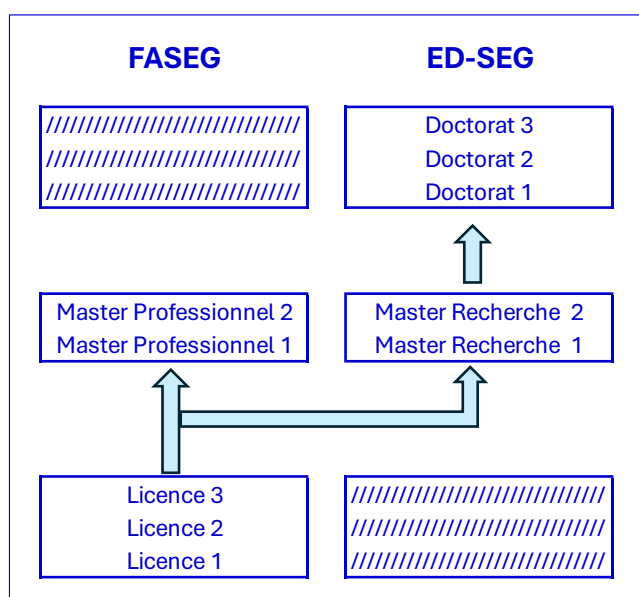 FASEG
ED-SEG
/////////////////////////////////
/////////////////////////////////
/////////////////////////////////
Doctorat 3
Doctorat 2
Doctorat 1
Master Professionnel 2
Master Professionnel 1
Master Recherche  2
Master Recherche  1
Licence 3
Licence 2
Licence 1
/////////////////////////////////
/////////////////////////////////
/////////////////////////////////